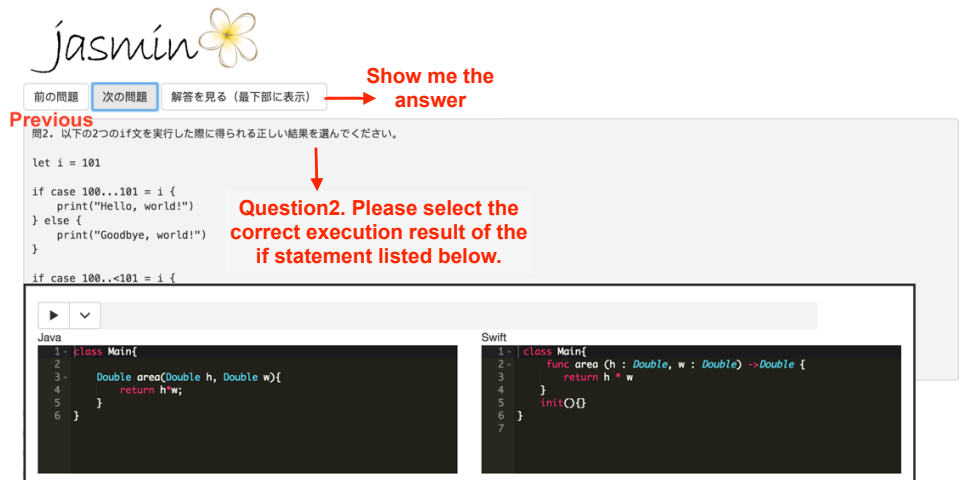 jasmin
前の問題 次の問題 解答を見る（最下部に表示）
Show me the
answer
Previous
問2. 以下の2つのif文を実行した際に得られる正しい結果を選んでください。
let i = 101
if case 100...101 = i {
print("Hello, world!")
} else {
print("Goodbye, world!")
}
Question2. Please select the
correct execution result of the
if statement listed below.
if case 100..<101 = i {
Java
1 class Main{
2
3 Double area(Double h, Double w){
4 return h*w;
5 }
6 }
Swift
1 class Main{
2 func area (h : Double, w : Double) ->Double {
3 return h * w
4 }
5 init(){}
6 }
7